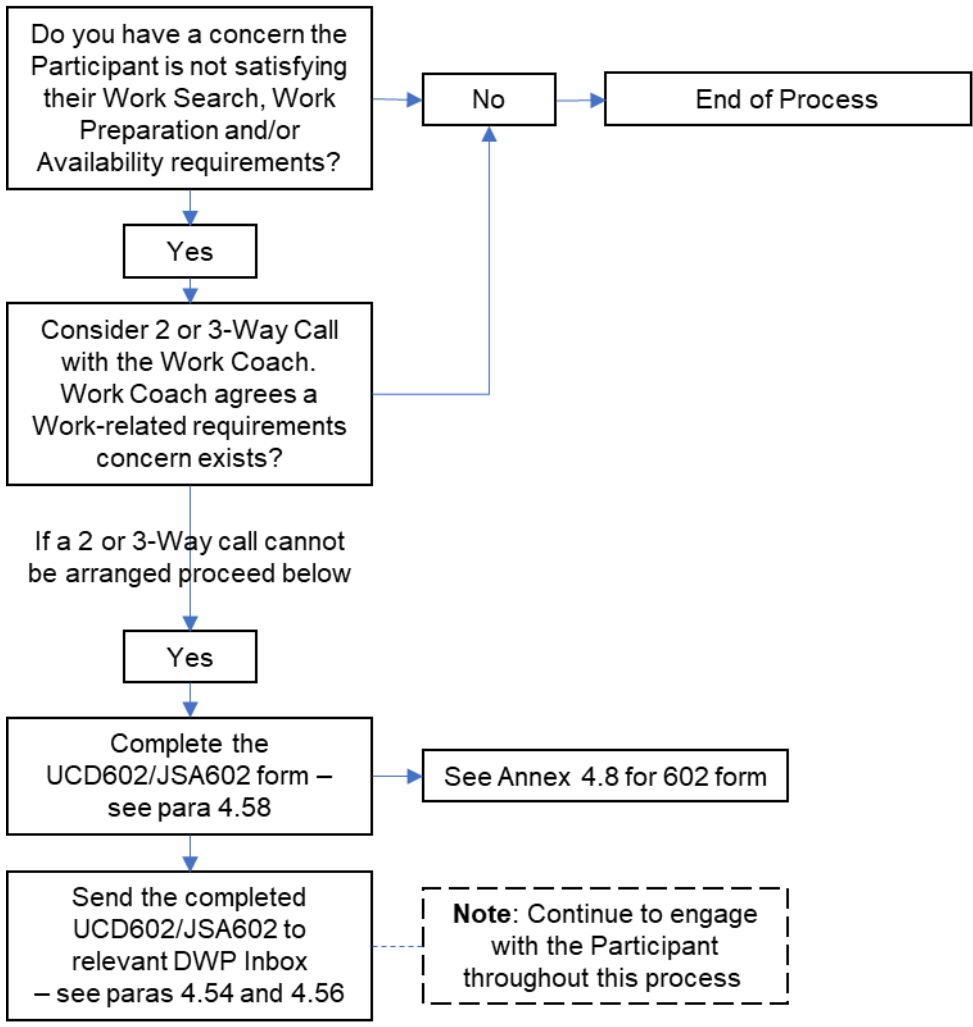 Do you have a concern the
Participant is not satisfying
their Work Search, Work
Preparation and/or
Availability requirements?
No
End of Process
Yes
Consider 2 or 3-Way Call
with the Work Coach.
Work Coach agrees a
Work-related requirements
concern exists?
If a 2 or 3-Way call cannot
be arranged proceed below
Yes
Complete the
UCD602/JSA602 form –
see para 4.58
See Annex 4.8 for 602 form
Send the completed
UCD602/JSA602 to
relevant DWP Inbox
– see paras 4.54 and 4.56
Note: Continue to engage
with the Participant
throughout this process